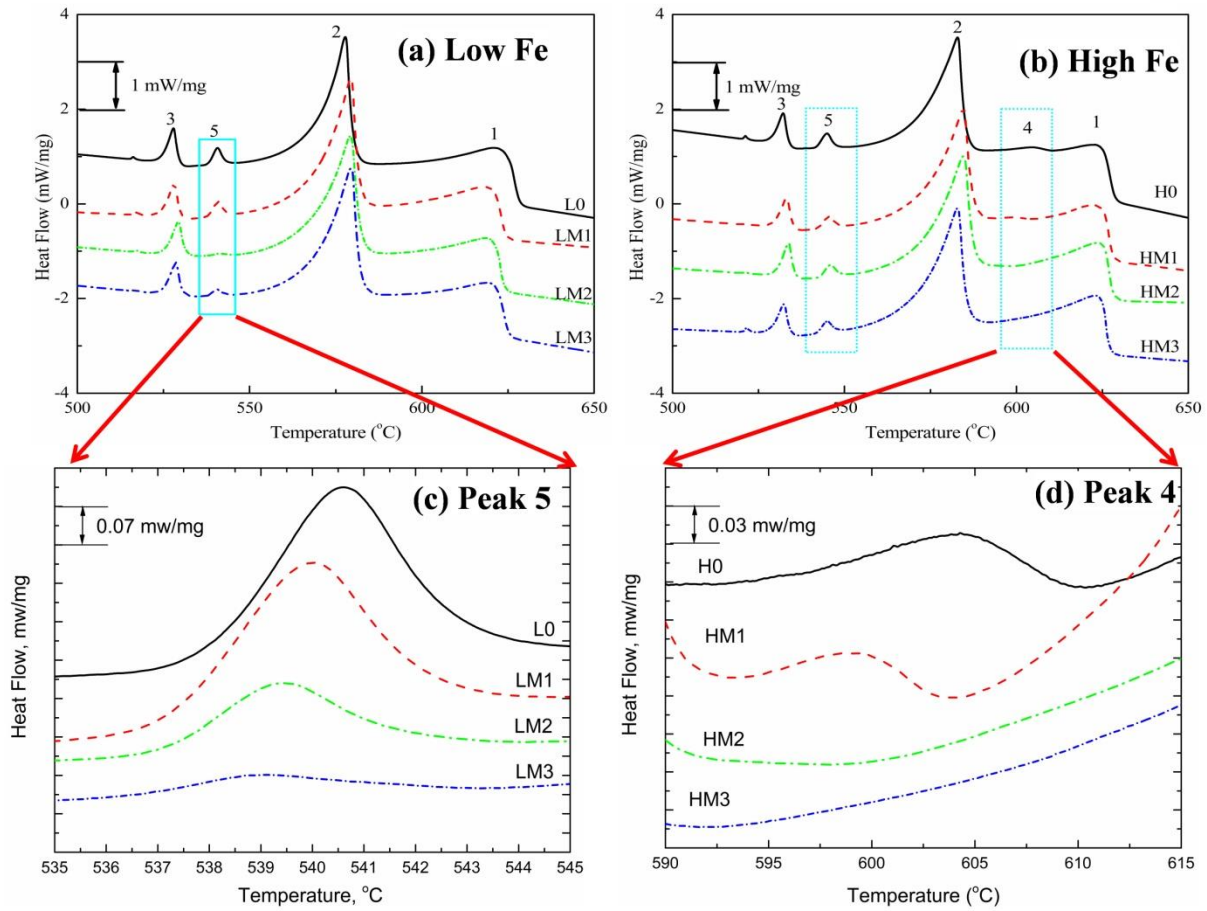 (a) Low Fe
1 mW/mg
2
3
5
1
L0
LM1
LM2
LM3
4
2
0
-2
-4
Heat Flow (mW/mg)
500
550
600
650
Temperature (°C)
(b) High Fe
1 mW/mg
2
3
5
4
1
H0
HM1
HM2
HM3
4
2
0
-2
-4
Heat Flow (mW/mg)
500
550
600
650
Temperature (°C)
(c) Peak 5
0.07 mw/mg
L0
LM1
LM2
LM3
Heat Flow, mw/mg
535 536 537 538 539 540 541 542 543 544 545
Temperature, °C
(d) Peak 4
0.03 mw/mg
H0
HM1
HM2
HM3
Heat Flow, mw/mg
590 595 600 605 610 615
Temperature (°C)